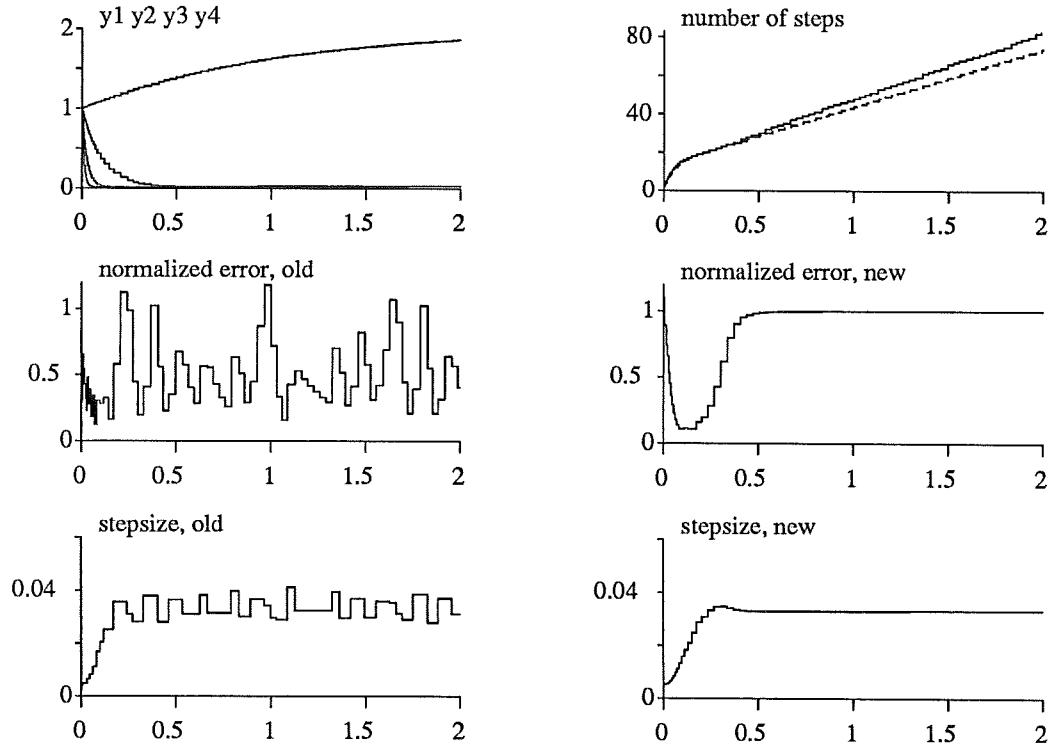 y1 y2 y3 y4
2
1
0
0 0.5 1 1.5 2
number of steps
80
40
0
0 0.5 1 1.5 2
normalized error, old
1
0.5
0
0 0.5 1 1.5 2
normalized error, new
1
0.5
0
0 0.5 1 1.5 2
stepsize, old
0.04
0
0 0.5 1 1.5 2
stepsize, new
0.04
0
0 0.5 1 1.5 2